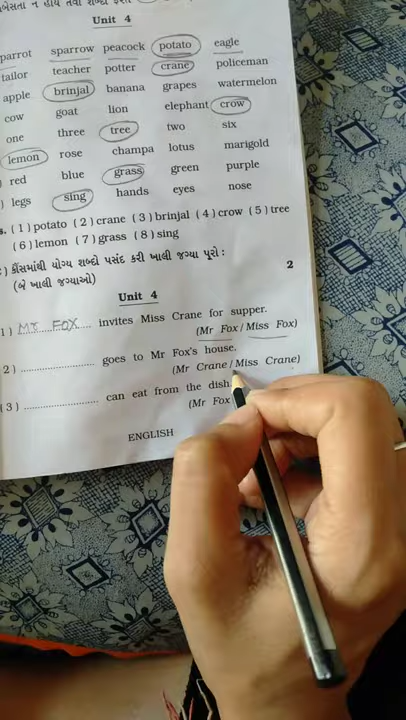 Unit 4
parrot sparrow peacock potato eagle
tailor teacher potter crane policeman
apple brinjal banana grapes watermelon
cow goat lion elephant crow
one three tree two six
lemon rose champa lotus marigold
) red blue grass green purple
) legs sing hands eyes nose
s. (1) potato (2) crane (3) brinjal (4) crow (5) tree
(6) lemon (7) grass (8) sing
:) કૌંસમાંથી યોગ્ય શબ્દો પસંદ કરી ખાલી જગ્યા પૂરો :
(બે ખાલી જગ્યાઓ) 2
Unit 4
1) Mr Fox invites Miss Crane for supper.
(Mr Fox / Miss Fox)
2) .................... goes to Mr Fox's house.
(Mr Crane / Miss Crane)
(3) .................... can eat from the dish
(Mr Fox
ENGLISH